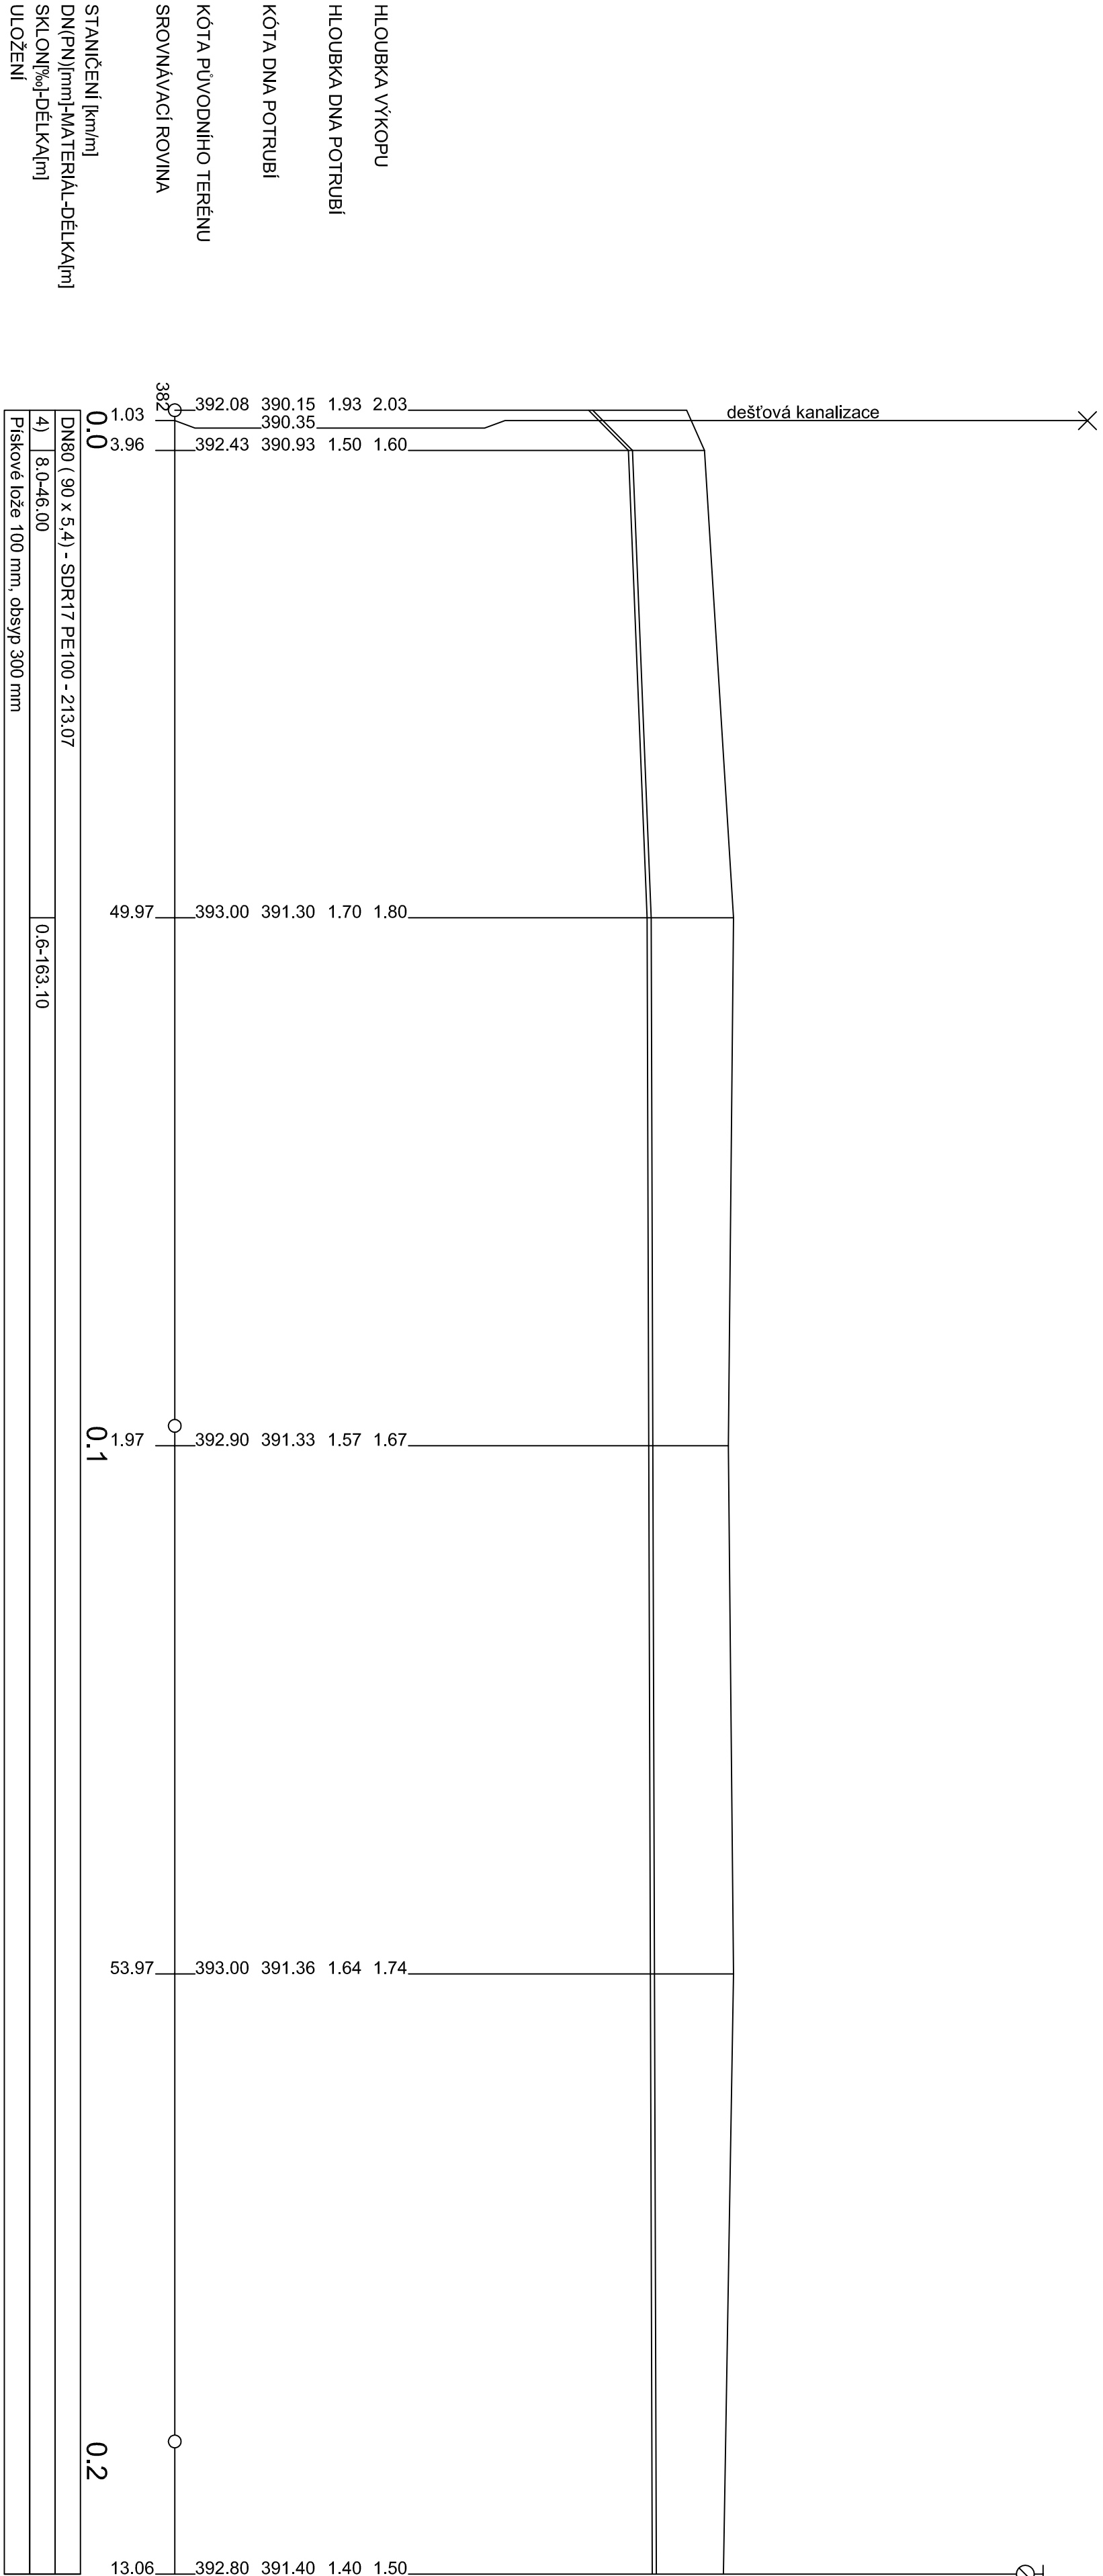 HLOUBKA VÝKOPU
HLOUBKA DNA POTRUBÍ
KÓTA DNA POTRUBÍ
KÓTA PŮVODNÍHO TERÉNU
SROVNÁVACÍ ROVINA
STANIČENÍ [km/m]
DN(PN)[mm]-MATERIÁL-DÉLKA[m]
SKLON[‰]-DÉLKA[m]
ULOŽENÍ
dešťová kanalizace
382
392.08 390.15 1.93 2.03
1.03 390.35
3.96 392.43 390.93 1.50 1.60
49.97 393.00 391.30 1.70 1.80
1.97 392.90 391.33 1.57 1.67
53.97 393.00 391.36 1.64 1.74
13.06 392.80 391.40 1.40 1.50
0.0
0.1
0.2
DN80 ( 90 x 5,4) - SDR17 PE100 - 213.07
4) 8.0-46.00 0.6-163.10
Pískové lože 100 mm, obsyp 300 mm